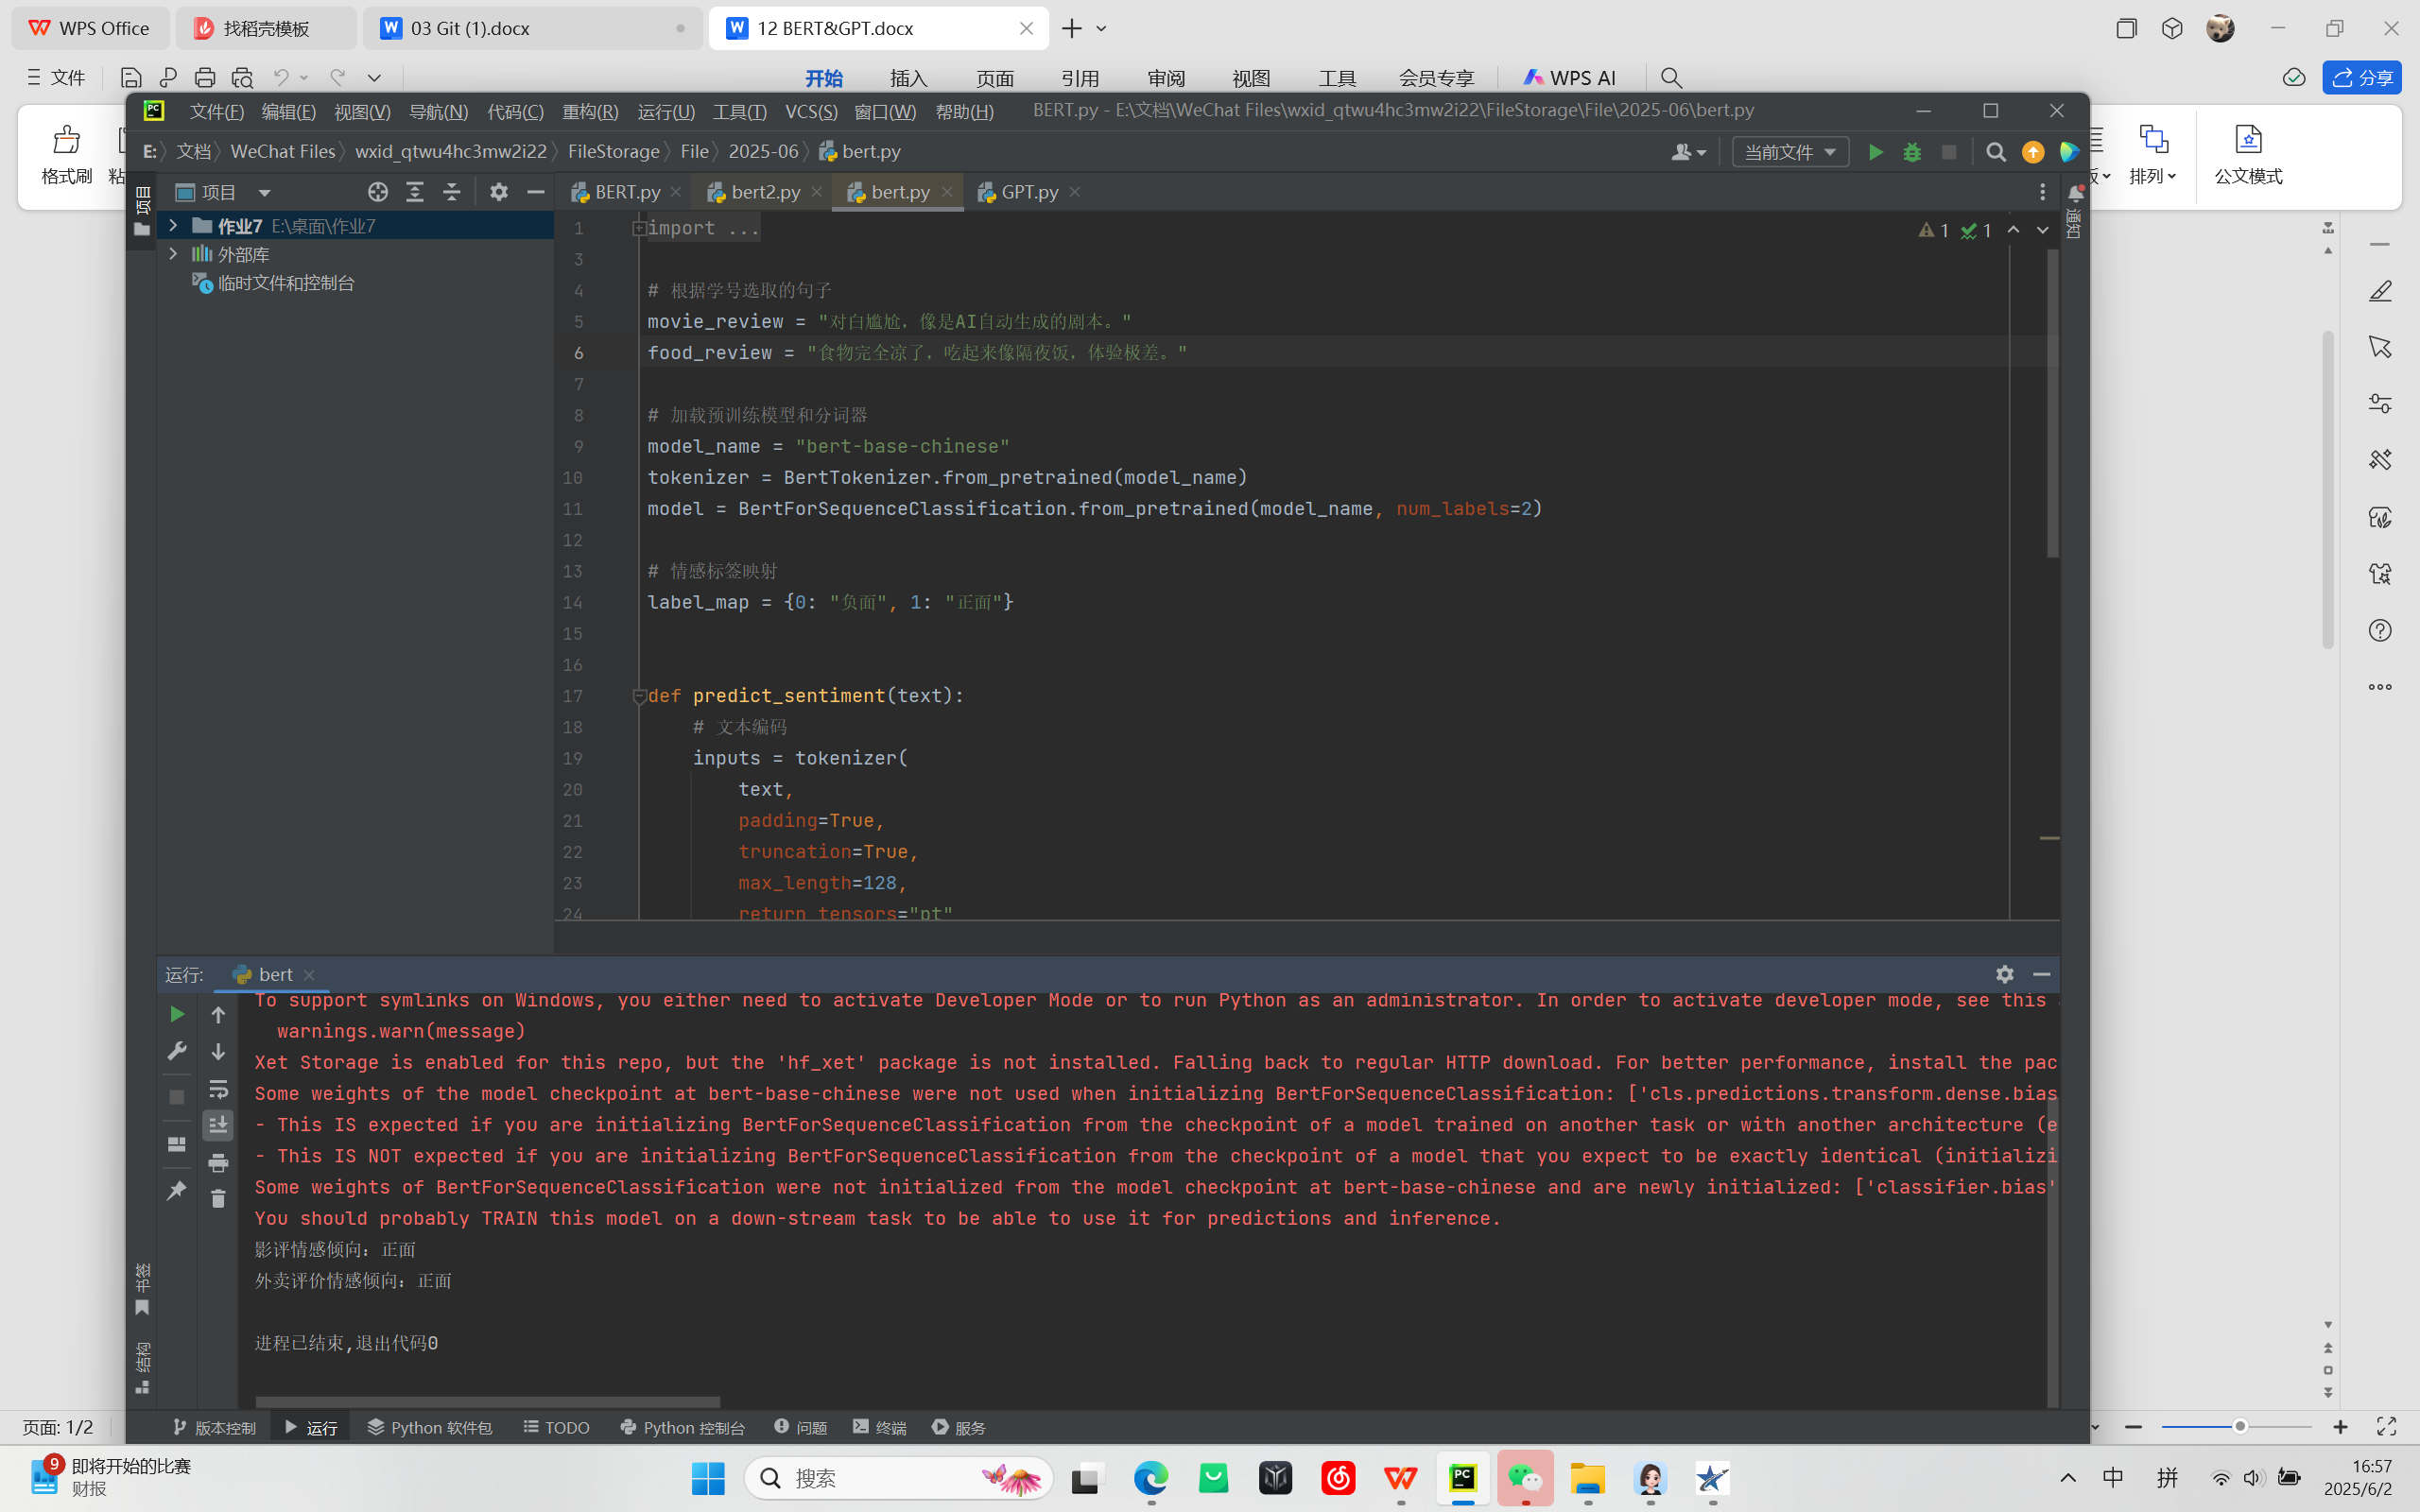 WPS Office
找稻壳模板
03 Git (1).docx
12 BERT&GPT.docx
文件
开始
插入
页面
引用
审阅
视图
工具
会员专享
WPS AI
分享
格式刷
排列
公文模式
文件(F)
编辑(E)
视图(V)
导航(N)
代码(C)
重构(R)
运行(U)
工具(T)
VCS(S)
窗口(W)
帮助(H)
BERT.py - E:\文档\WeChat Files\wxid_qtwu4hc3mw2i22\FileStorage\File\2025-06\bert.py
E: 文档 WeChat Files wxid_qtwu4hc3mw2i22 FileStorage File 2025-06 bert.py
当前文件
项目
项目
BERT.py
bert2.py
bert.py
GPT.py
通知
作业7 E:\桌面\作业7
外部库
临时文件和控制台
1 import ...
1 1
3
4 # 根据学号选取的句子
5 movie_review = "对白尴尬，像是AI自动生成的剧本。"
6 food_review = "食物完全凉了，吃起来像隔夜饭，体验极差。"
7
8 # 加载预训练模型和分词器
9 model_name = "bert-base-chinese"
10 tokenizer = BertTokenizer.from_pretrained(model_name)
11 model = BertForSequenceClassification.from_pretrained(model_name, num_labels=2)
12
13 # 情感标签映射
14 label_map = {0: "负面", 1: "正面"}
15
16
17 def predict_sentiment(text):
18 # 文本编码
19 inputs = tokenizer(
20 text,
21 padding=True,
22 truncation=True,
23 max_length=128,
24 return_tensors="pt"
运行:
bert
To support symlinks on Windows, you either need to activate Developer Mode or to run Python as an administrator. In order to activate developer mode, see this
warnings.warn(message)
Xet Storage is enabled for this repo, but the 'hf_xet' package is not installed. Falling back to regular HTTP download. For better performance, install the pac
Some weights of the model checkpoint at bert-base-chinese were not used when initializing BertForSequenceClassification: ['cls.predictions.transform.dense.bias
- This IS expected if you are initializing BertForSequenceClassification from the checkpoint of a model trained on another task or with another architecture (e
- This IS NOT expected if you are initializing BertForSequenceClassification from the checkpoint of a model that you expect to be exactly identical (initializi
Some weights of BertForSequenceClassification were not initialized from the model checkpoint at bert-base-chinese and are newly initialized: ['classifier.bias'
You should probably TRAIN this model on a down-stream task to be able to use it for predictions and inference.
影评情感倾向：正面
外卖评价情感倾向：正面
进程已结束,退出代码0
书签
结构
版本控制
运行
Python 软件包
TODO
Python 控制台
问题
终端
服务
页面: 1/2
9
即将开始的比赛
财报
搜索
中
拼
16:57
2025/6/2